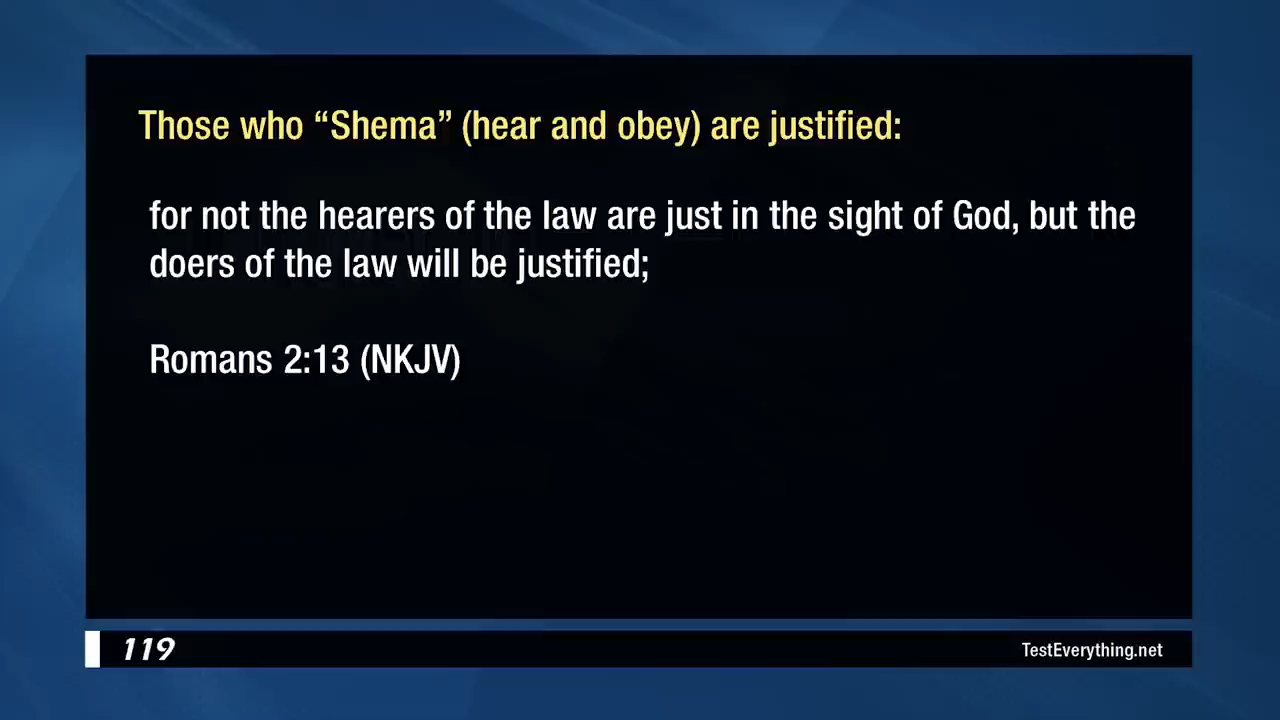 Those who “Shema” (hear and obey) are justified:
for not the hearers of the law are just in the sight of God, but the
doers of the law will be justified;
Romans 2:13 (NKJV)
119
TestEverything.net